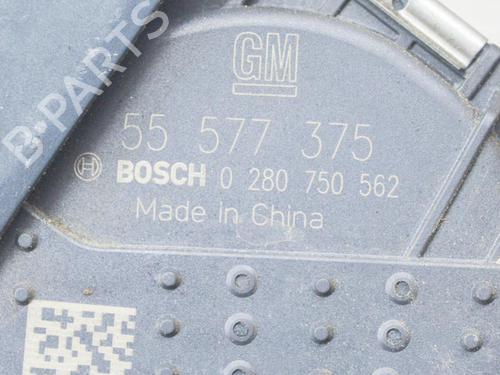 B-PARTS
GM
55 577 375
BOSCH 0 280 750 562
Made in China